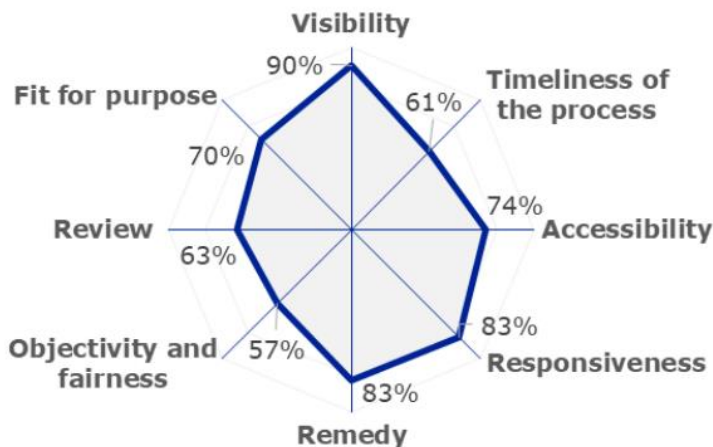 Visibility
90%
Timeliness of
the process
61%
Fit for purpose
70%
74%
Accessibility
Review
63%
83%
Responsiveness
Objectivity and
fairness
57%
83%
Remedy